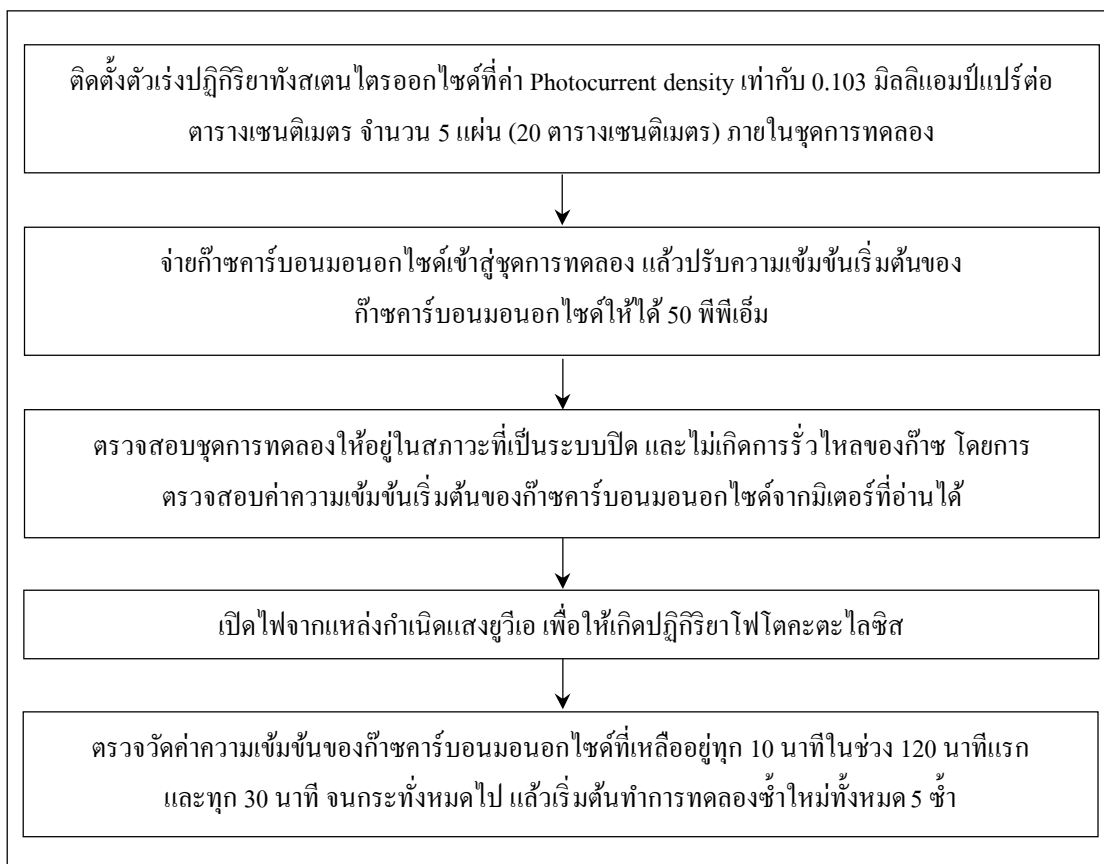 ติดตั้งตัวเร่งปฏิกิริยาทังสเตนไตรออกไซด์ที่ค่า Photocurrent density เท่ากับ 0.103 มิลลิแอมป์แปร์ต่อ
ตารางเซนติเมตร จำนวน 5 แผ่น (20 ตารางเซนติเมตร) ภายในชุดการทดลอง
จ่ายก๊าซคาร์บอนมอนอกไซด์เข้าสู่ชุดการทดลอง แล้วปรับความเข้มข้นเริ่มต้นของ
ก๊าซคาร์บอนมอนอกไซด์ให้ได้ 50 พีพีเอ็ม
ตรวจสอบชุดการทดลองให้อยู่ในสภาวะที่เป็นระบบปิด และไม่เกิดการรั่วไหลของก๊าซ โดยการ
ตรวจสอบค่าความเข้มข้นเริ่มต้นของก๊าซคาร์บอนมอนอกไซด์จากมิเตอร์ที่อ่านได้
เปิดไฟจากแหล่งกำเนิดแสงยูวีเอ เพื่อให้เกิดปฏิกิริยาโฟโตคะตะไลซิส
ตรวจวัดค่าความเข้มข้นของก๊าซคาร์บอนมอนอกไซด์ที่เหลืออยู่ทุก 10 นาทีในช่วง 120 นาทีแรก
และทุก 30 นาที จนกระทั่งหมดไป แล้วเริ่มต้นทำการทดลองซ้ำใหม่ทั้งหมด 5 ซ้ำ